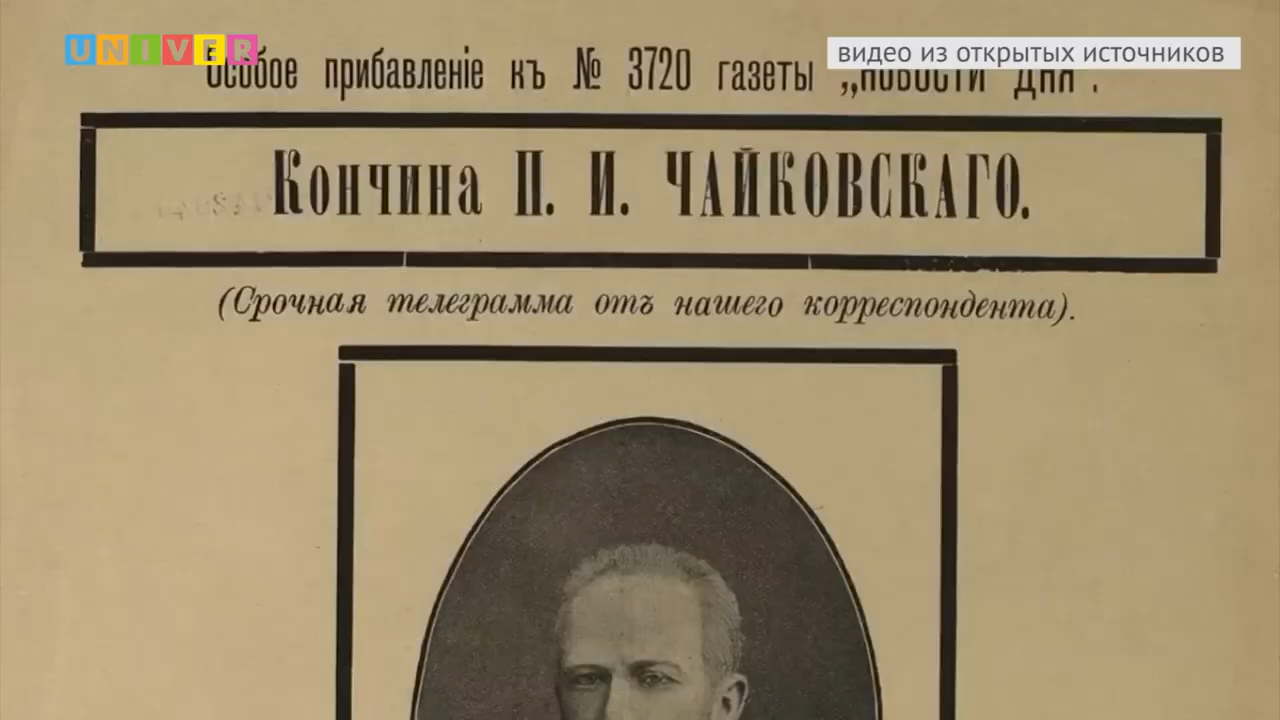 UNIVER
видео из открытых источников
Особое прибавленіе къ № 3720 газеты „НОВОСТИ ДНЯ".
Кончина П. И. ЧАЙКОВСКАГО.
(Срочная телеграмма отъ нашего корреспондента).